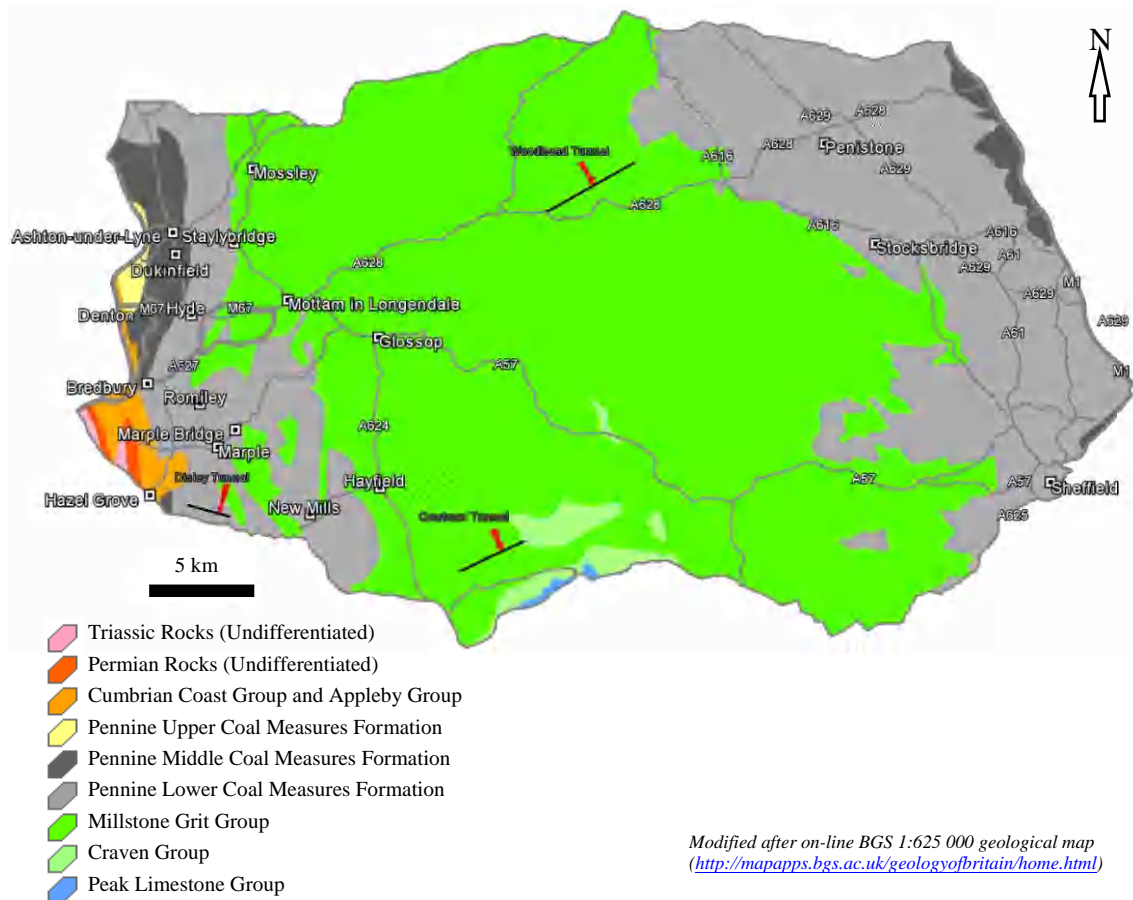 N
A629
A628
A628
Penistone
A616
A629
Woodhead Tunnel
Mossley
A628
Ashton-under-Lyne
Staylybridge
A616
A616
Stocksbridge
A61
Dukinfield
A628
A629
M1
A629
Mottam in Longendale
Denton
M67
Hyde
M67
A629
A61
Glossop
A57
M1
A627
Bredbury
Romiley
A624
Marple Bridge
Marple
Disley Tunnel
Hayfield
A57
A57
Sheffield
Hazel Grove
New Mills
Cowburn Tunnel
A625
5 km
Triassic Rocks (Undifferentiated)
Permian Rocks (Undifferentiated)
Cumbrian Coast Group and Appleby Group
Pennine Upper Coal Measures Formation
Pennine Middle Coal Measures Formation
Pennine Lower Coal Measures Formation
Millstone Grit Group
Craven Group
Peak Limestone Group
Modified after on-line BGS 1:625 000 geological map
(http://mapapps.bgs.ac.uk/geologyofbritain/home.html)